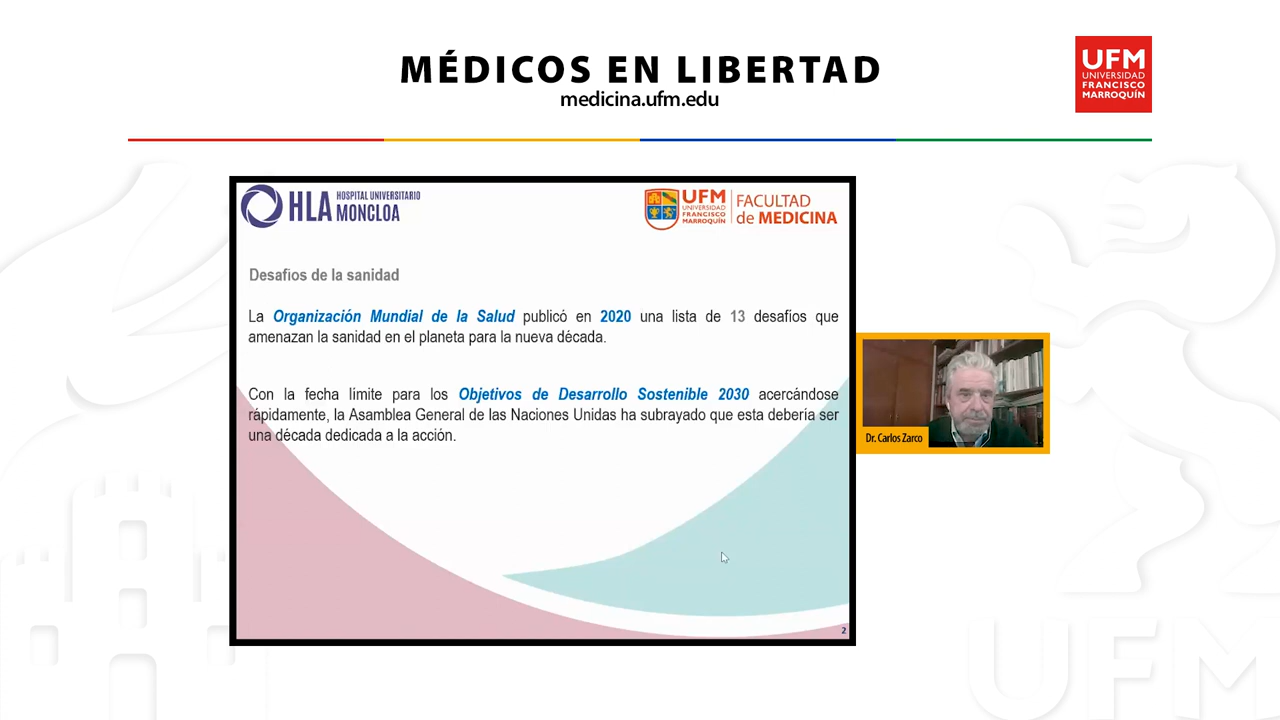 MÉDICOS EN LIBERTAD
medicina.ufm.edu
UFM
UNIVERSIDAD
FRANCISCO
MARROQUÍN
HLA HOSPITAL UNIVERSITARIO
MONCLOA
UFM
UNIVERSIDAD
FRANCISCO
MARROQUÍN
FACULTAD
de MEDICINA
Desafios de la sanidad
La Organización Mundial de la Salud publicó en 2020 una lista de 13 desafíos que
amenazan la sanidad en el planeta para la nueva década.
Con la fecha límite para los Objetivos de Desarrollo Sostenible 2030 acercándose
rápidamente, la Asamblea General de las Naciones Unidas ha subrayado que esta debería ser
una década dedicada a la acción.
2
Dr. Carlos Zarco
UFM